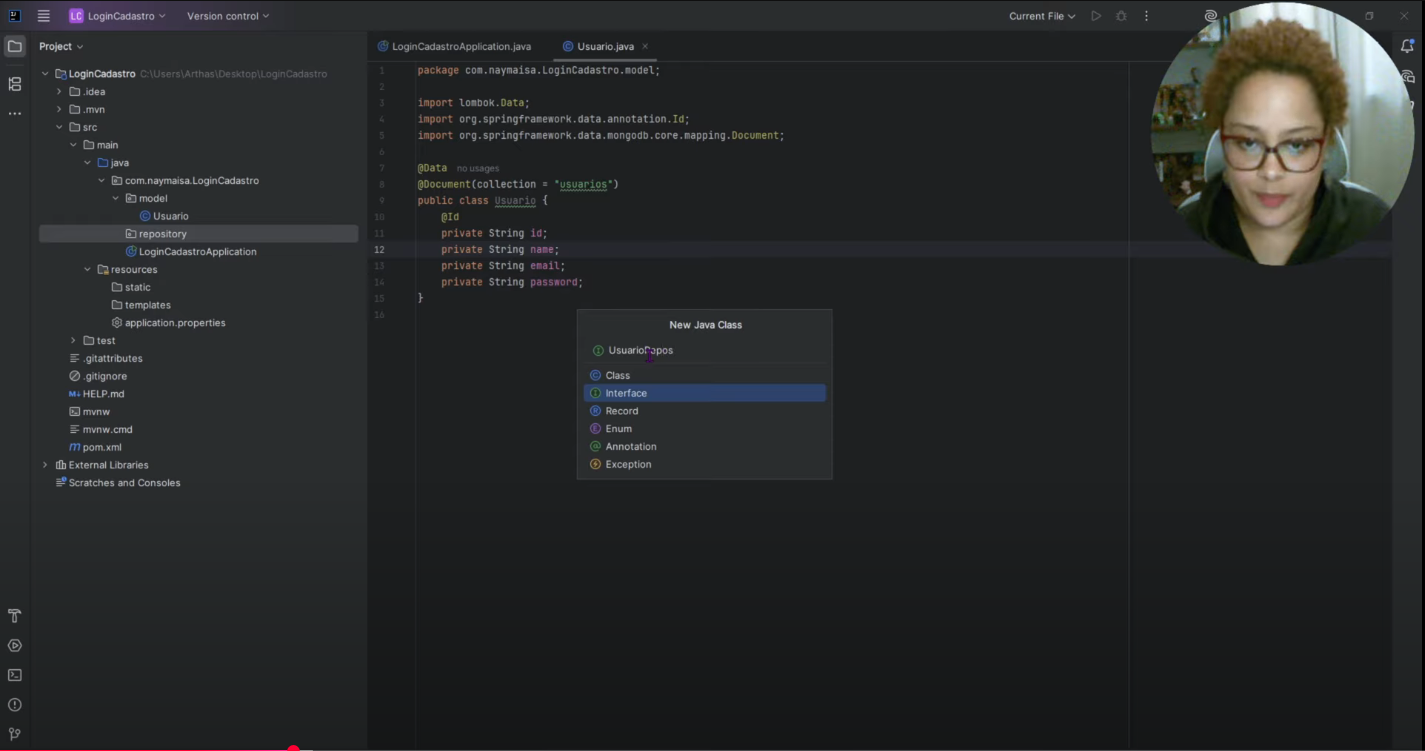 LC LoginCadastro Version control Current File
Project
LoginCadastro C:\Users\Arthas\Desktop\LoginCadastro
.idea
.mvn
src
main
java
com.naymaisa.LoginCadastro
model
Usuario
repository
LoginCadastroApplication
resources
static
templates
application.properties
test
.gitattributes
.gitignore
M↓ HELP.md
mvnw
mvnw.cmd
m pom.xml
External Libraries
Scratches and Consoles
LoginCadastroApplication.java Usuario.java
1 package com.naymaisa.LoginCadastro.model;
2
3 import lombok.Data;
4 import org.springframework.data.annotation.Id;
5 import org.springframework.data.mongodb.core.mapping.Document;
6
7 @Data no usages
8 @Document(collection = "usuarios")
9 public class Usuario {
10 @Id
11 private String id;
12 private String name;
13 private String email;
14 private String password;
15 }
16
New Java Class
UsuarioRepos
Class
Interface
Record
Enum
Annotation
Exception